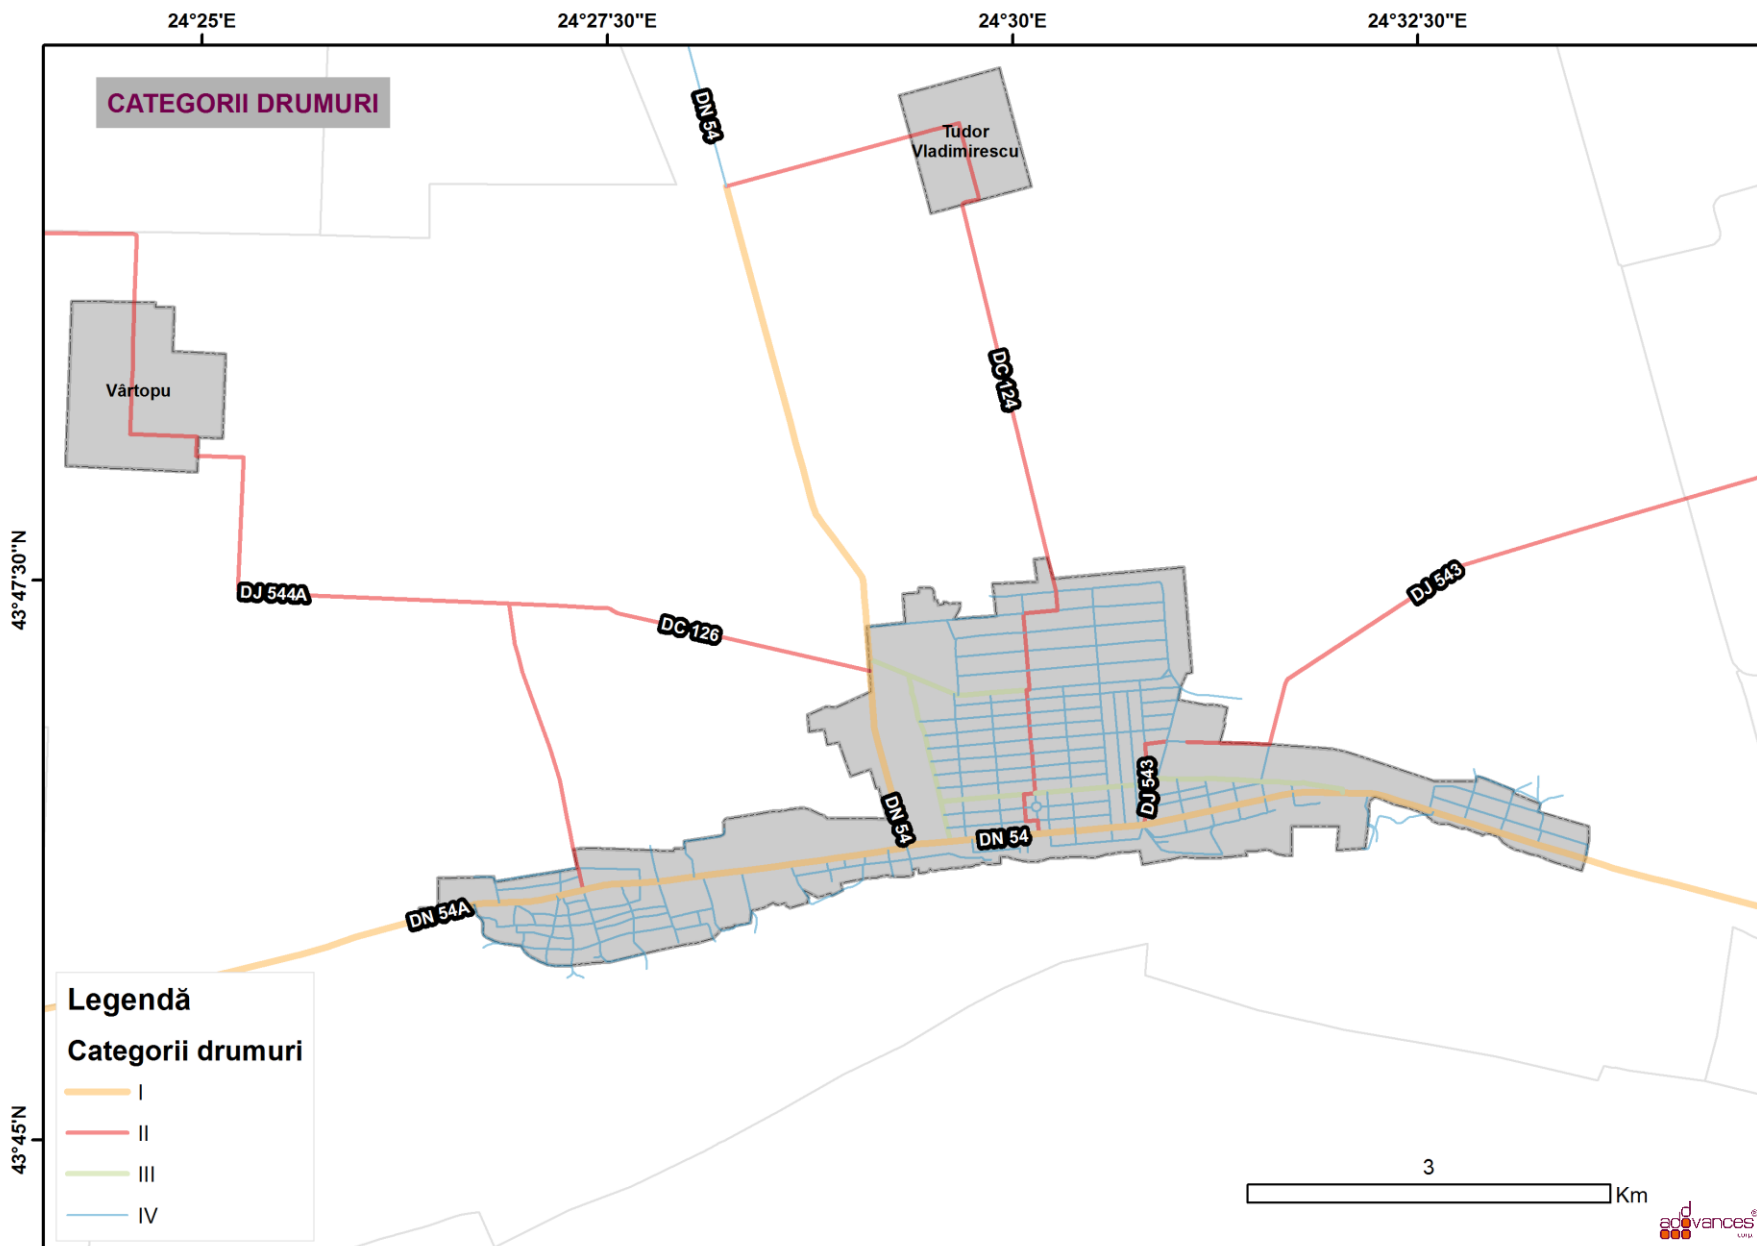 24°25'E
24°27'30"E
24°30'E
24°32'30"E
CATEGORII DRUMURI
DN 54
Tudor
Vladimirescu
Vârtopu
DC 124
43°47'30"N
DJ 544A
DC 126
DJ 543
DJ 543
DN 54
DN 54
DN 54A
Legendă
Categorii drumuri
I
II
III
IV
43°45'N
3
Km
addvances®
corp.